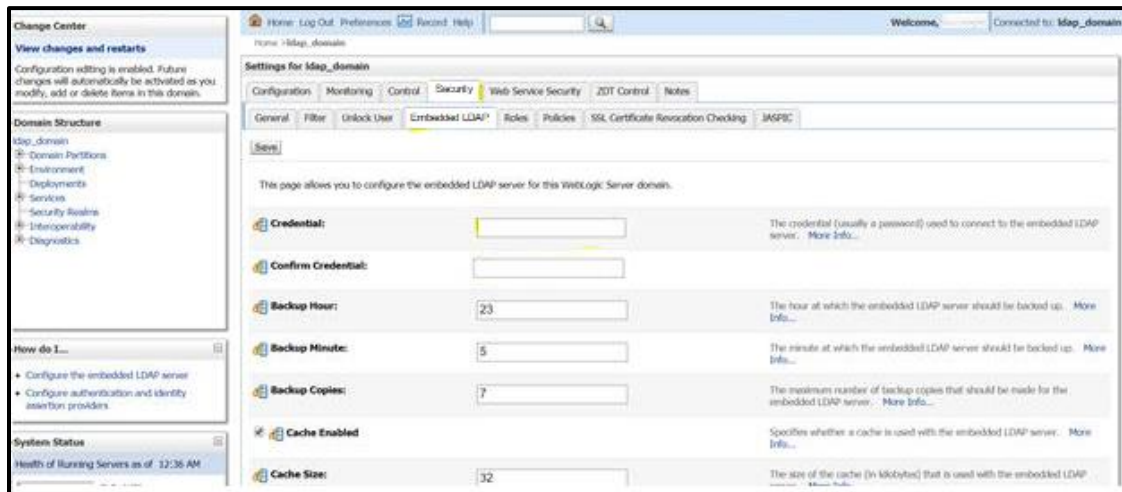 Change Center
View changes and restarts
Configuration editing is enabled. Future
changes will automatically be activated as you
modify, add or delete items in this domain.
Domain Structure
ldap_domain
Domain Partitions
Environment
Deployments
Services
Security Realms
Interoperability
Diagnostics
How do I...
Configure the embedded LDAP server
Configure authentication and identity
assertion providers
System Status
Health of Running Servers as of 12:36 AM
Home Log Out Preferences Record Help
Welcome,
Connected to: ldap_domain
Home >ldap_domain
Settings for ldap_domain
Configuration Monitoring Control Security Web Service Security ZDT Control Notes
General Filter Unlock User Embedded LDAP Roles Policies SSL Certificate Revocation Checking JASPIC
Save
This page allows you to configure the embedded LDAP server for this WebLogic Server domain.
Credential:
The credential (usually a password) used to connect to the embedded LDAP
server. More Info...
Confirm Credential:
Backup Hour:
23
The hour at which the embedded LDAP server should be backed up. More
Info...
Backup Minute:
5
The minute at which the embedded LDAP server should be backed up. More
Info...
Backup Copies:
7
The maximum number of backup copies that should be made for the
embedded LDAP server. More Info...
Cache Enabled
Specifies whether a cache is used with the embedded LDAP server. More
Info...
Cache Size:
32
The size of the cache (in kilobytes) that is used with the embedded LDAP
server. More Info...